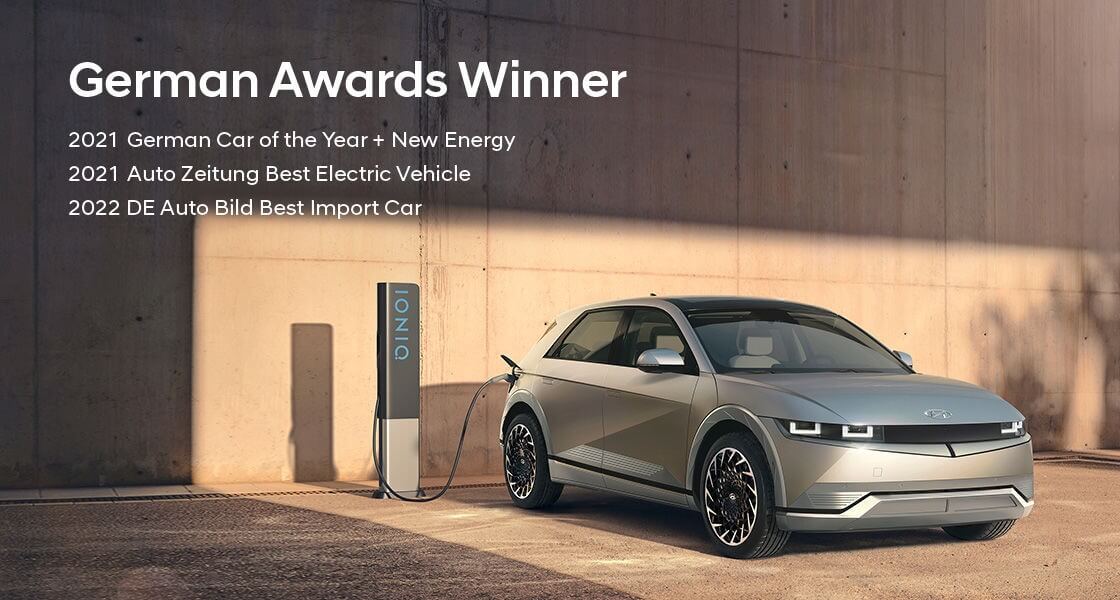 German Awards Winner
2021 German Car of the Year + New Energy
2021 Auto Zeitung Best Electric Vehicle
2022 DE Auto Bild Best Import Car
IONIQ